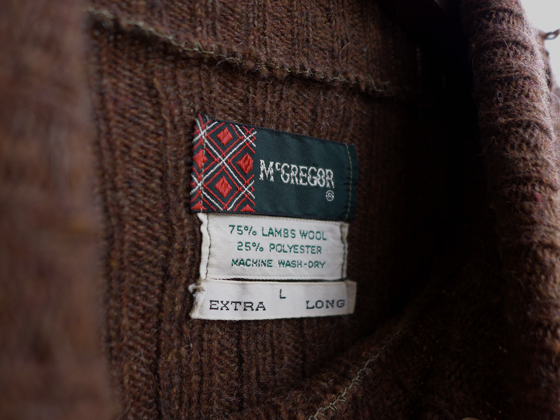 McGREGOR
®
75% LAMBS WOOL
25% POLYESTER
MACHINE WASH-DRY
L
EXTRA LONG